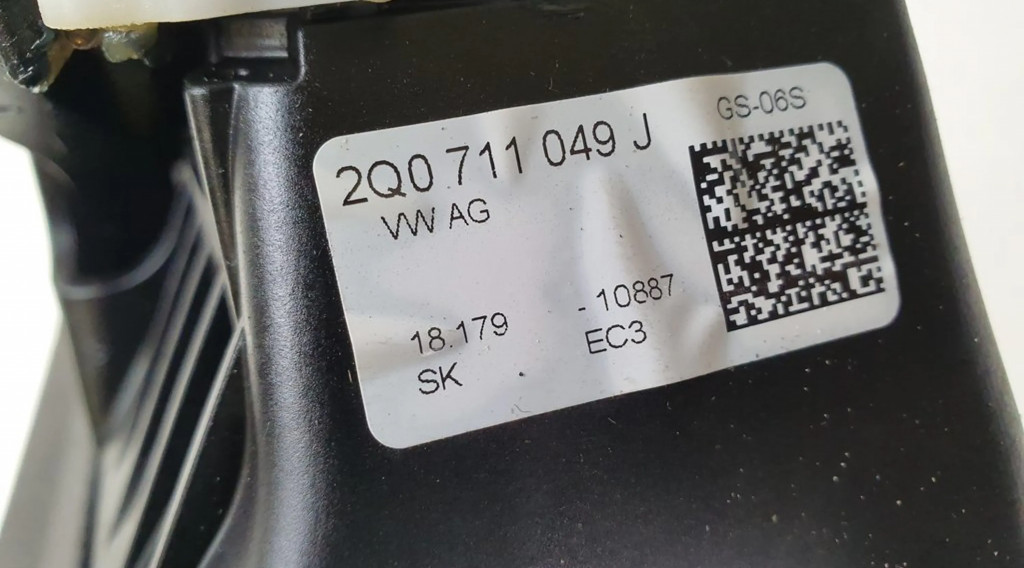 GS-06S
2Q0 711 049 J
VW AG
18.179 - 10887
SK EC3